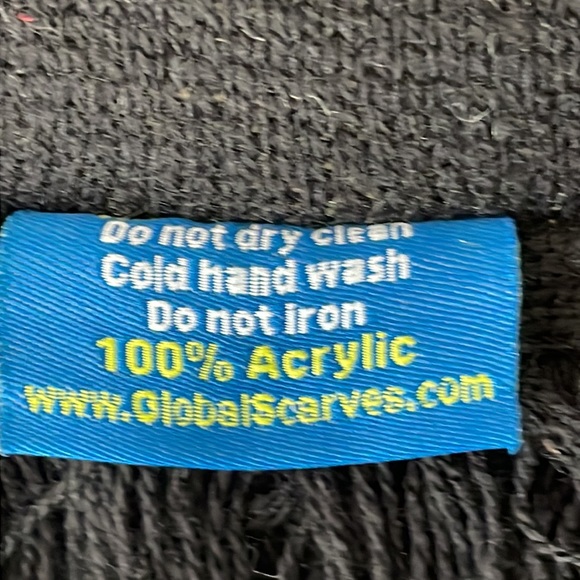 Do not dry clean
Cold hand wash
Do not iron
100% Acrylic
www.GlobalScarves.com